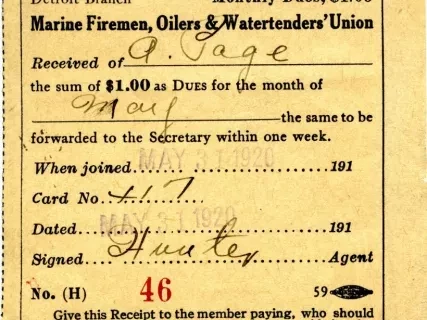 Detroit Branch Monthly Dues, $1.00
Marine Firemen, Oilers & Watertenders' Union
Received of A. Page
the sum of $1.00 as DUES for the month of
May the same to be
forwarded to the Secretary within one week.
When joined MAY 31 1920 191
Card No. 117
Dated MAY 31 1920 191
Signed Hunter Agent
No. (H) 46 59
Give this Receipt to the member paying, who should